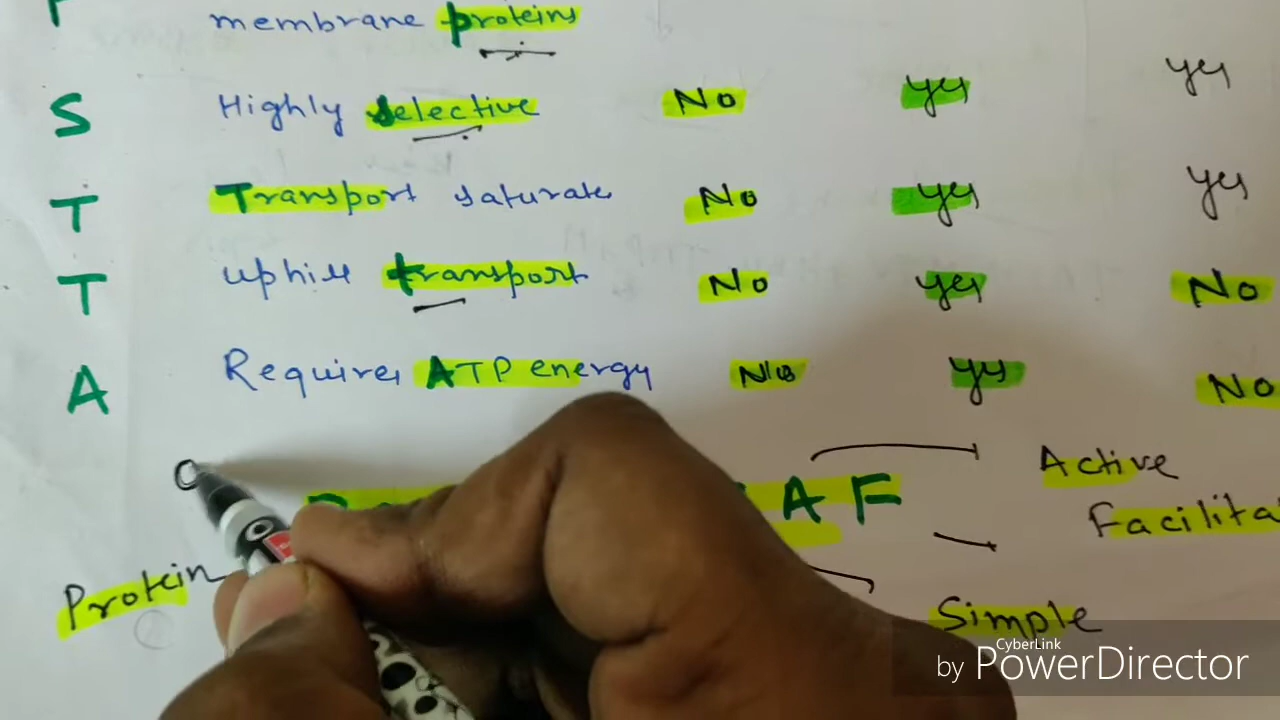 membrane proteins
S Highly selective No yes yes
T Transport saturate No yes yes
T uphill transport No yes No
A Requires ATP energy No yes No
A F Active
Facilita
Protein
Simple
CyberLink
by PowerDirector